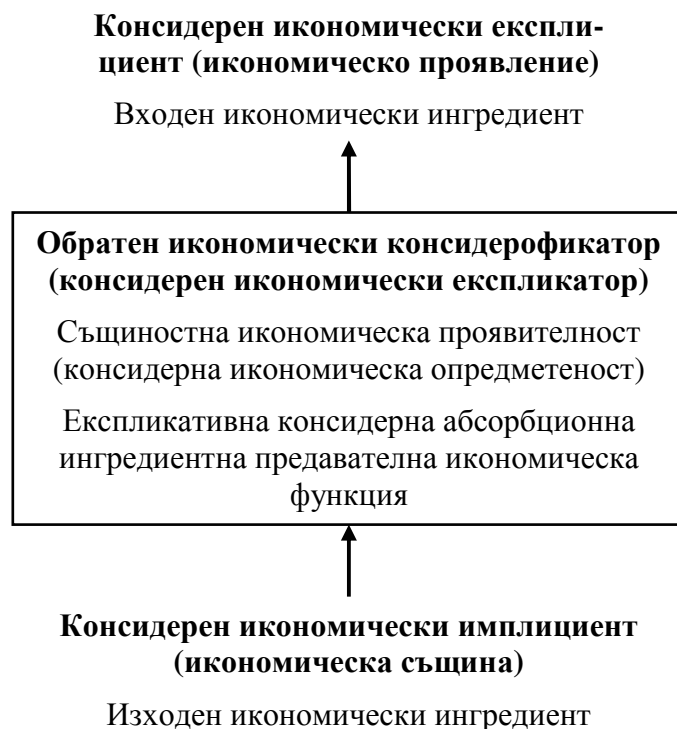 Консидерен икономически експли-
циент (икономическо проявление)
Входен икономически ингредиент
Обратен икономически консидерофикатор
(консидерен икономически експликатор)
Същиностна икономическа проявителност
(консидерна икономическа опредметеност)
Експликативна консидерна абсорбционна
ингредиентна предавателна икономическа
функция
Консидерен икономически имплициент
(икономическа същина)
Изходен икономически ингредиент